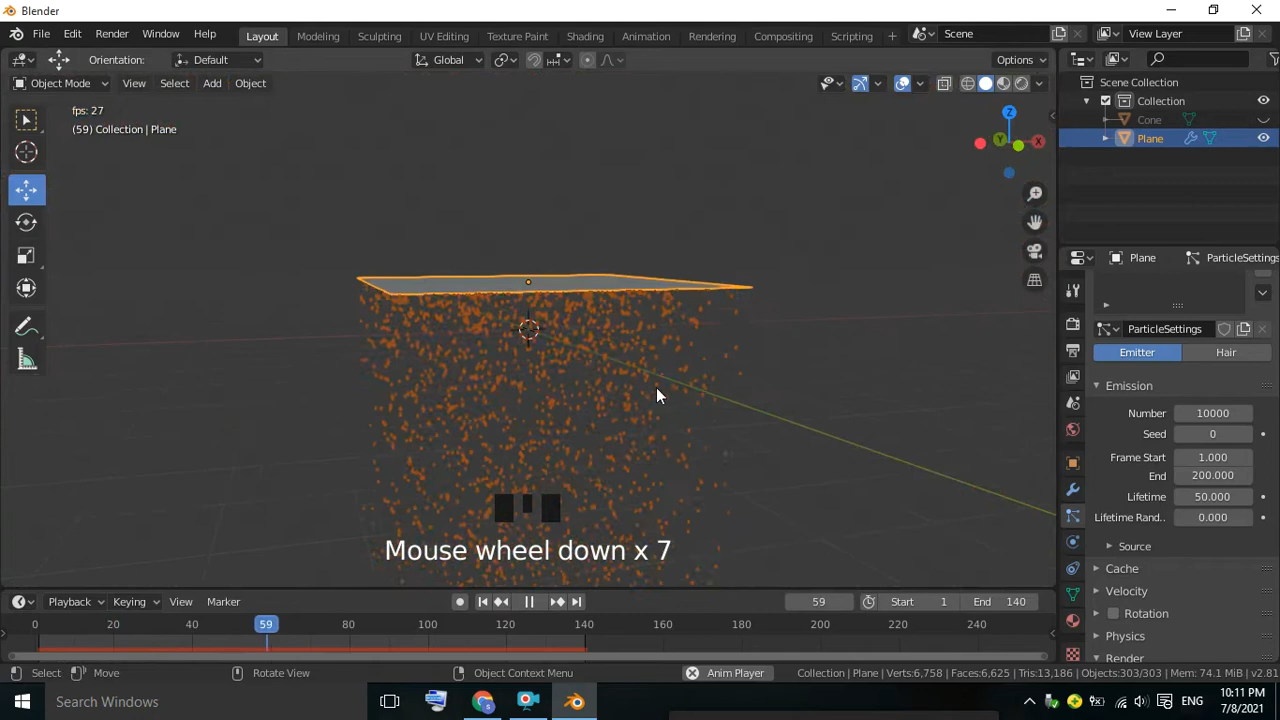 Blender
File Edit Render Window Help Layout Modeling Sculpting UV Editing Texture Paint Shading Animation Rendering Compositing Scripting + Scene View Layer
Orientation: Default Global Options
Object Mode View Select Add Object
Scene Collection
Collection
Cone
Plane
fps: 27
(59) Collection | Plane
Z
Y
X
Plane ParticleSettings
ParticleSettings
Emitter Hair
Emission
Number 10000
Seed 0
Frame Start 1.000
End 200.000
Lifetime 50.000
Lifetime Ran.. 0.000
Source
Cache
Velocity
Rotation
Physics
Render
Mouse wheel down x 7
Playback Keying View Marker 59 Start 1 End 140
0 20 59 80 100 120 140 160 180 200 220 240
Select Move Rotate View Object Context Menu Anim Player Collection | Plane | Verts:6,758 | Faces:6,625 | Tris:13,186 | Objects:303/303 | Mem: 74.1 MiB | v2.81
Search Windows
ENG
10:11 PM
7/8/2021